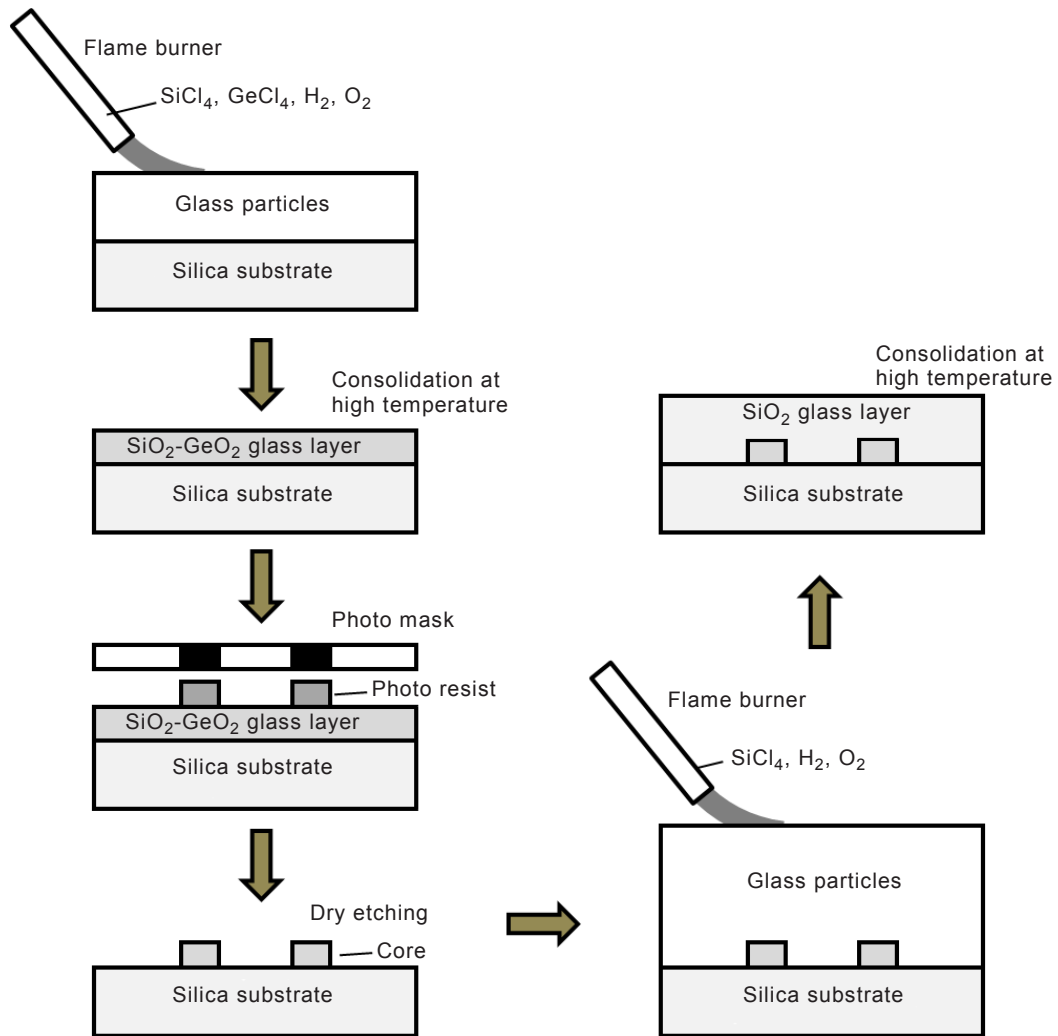 Flame burner
SiCl₄, GeCl₄, H₂, O₂
Glass particles
Silica substrate
Consolidation at
high temperature
SiO₂-GeO₂ glass layer
Silica substrate
Photo mask
Photo resist
SiO₂-GeO₂ glass layer
Silica substrate
Dry etching
Core
Silica substrate
Flame burner
SiCl₄, H₂, O₂
Glass particles
Silica substrate
Consolidation at
high temperature
SiO₂ glass layer
Silica substrate